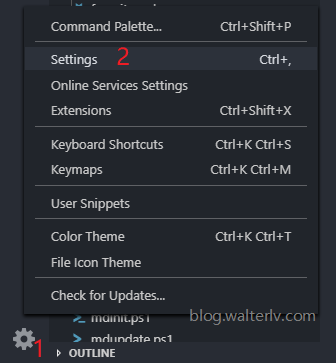 Command Palette... Ctrl+Shift+P
Settings 2 Ctrl+,
Online Services Settings
Extensions Ctrl+Shift+X
Keyboard Shortcuts Ctrl+K Ctrl+S
Keymaps Ctrl+K Ctrl+M
User Snippets
Color Theme Ctrl+K Ctrl+T
File Icon Theme
Check for Updates...
blog.walterlv.com
mdinit.ps1
mdupdate.ps1
1 OUTLINE